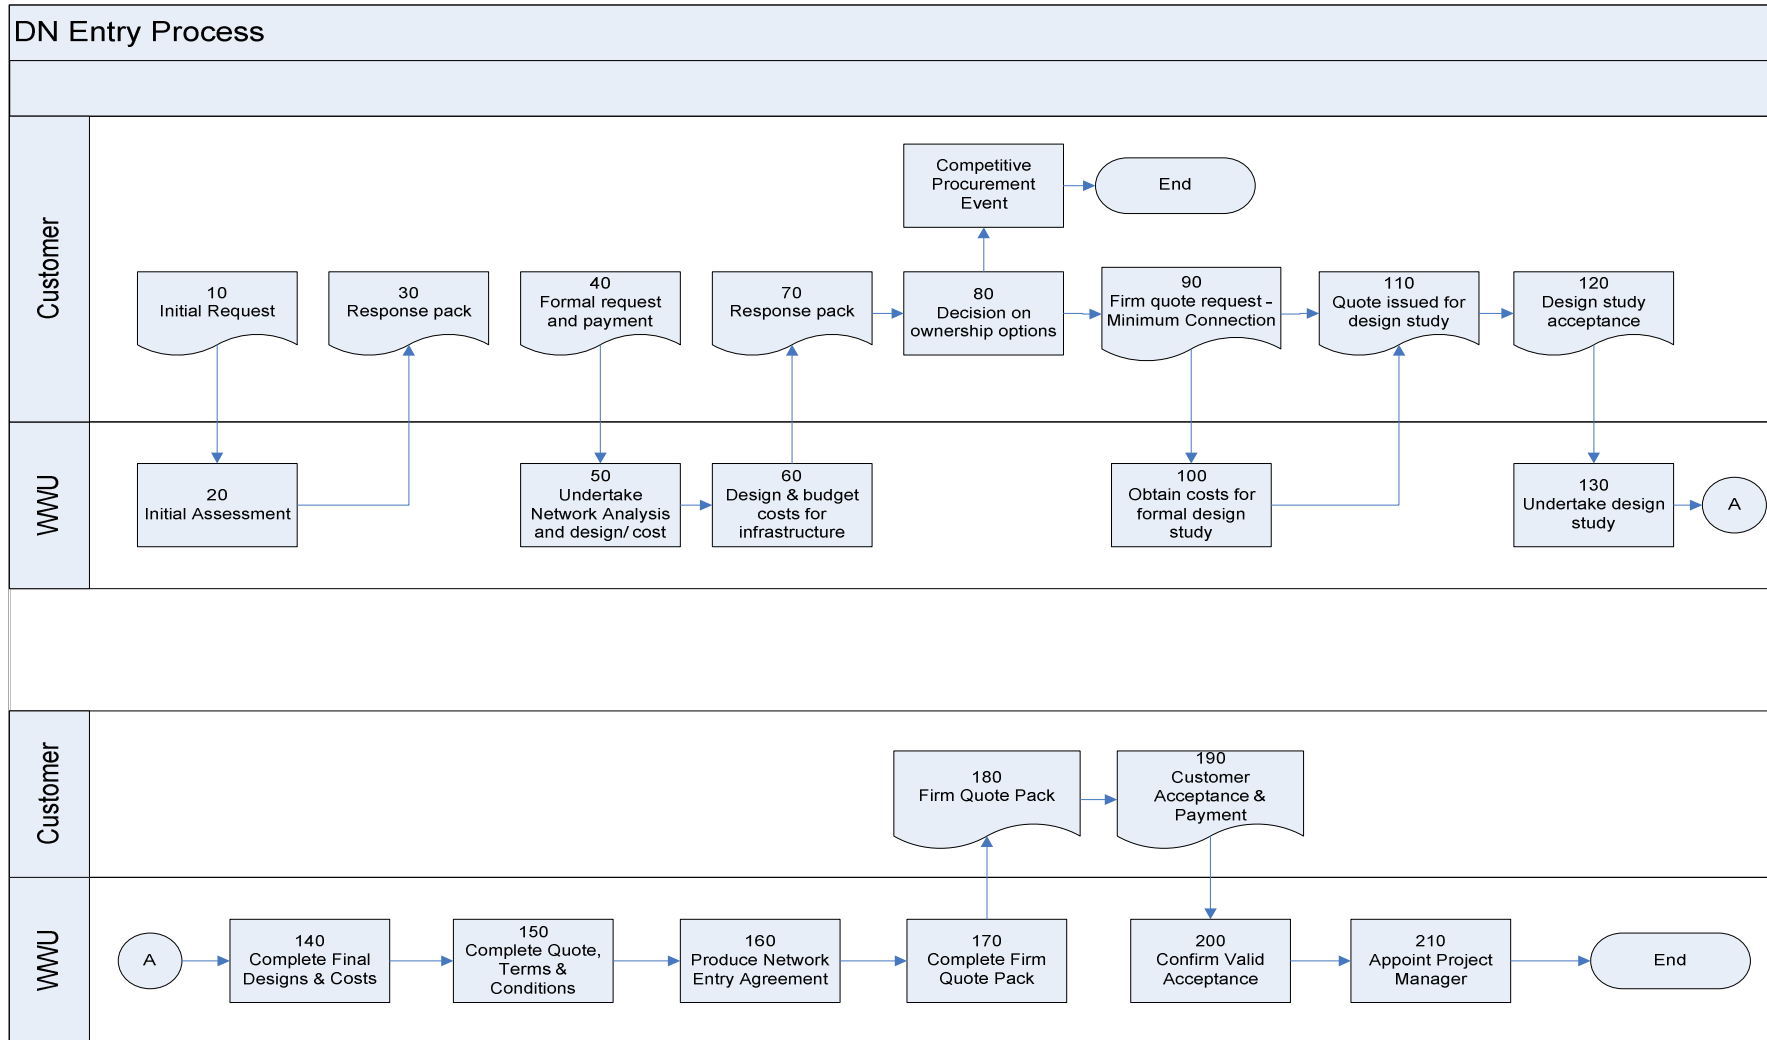 DN Entry Process
Customer
Competitive
Procurement
Event
End
10
Initial Request
30
Response pack
40
Formal request
and payment
70
Response pack
80
Decision on
ownership options
90
Firm quote request –
Minimum Connection
110
Quote issued for
design study
120
Design study
acceptance
WWU
20
Initial Assessment
50
Undertake
Network Analysis
and design/ cost
60
Design & budget
costs for
infrastructure
100
Obtain costs for
formal design
study
130
Undertake design
study
A
Customer
180
Firm Quote Pack
190
Customer
Acceptance &
Payment
WWU
A
140
Complete Final
Designs & Costs
150
Complete Quote,
Terms &
Conditions
160
Produce Network
Entry Agreement
170
Complete Firm
Quote Pack
200
Confirm Valid
Acceptance
210
Appoint Project
Manager
End